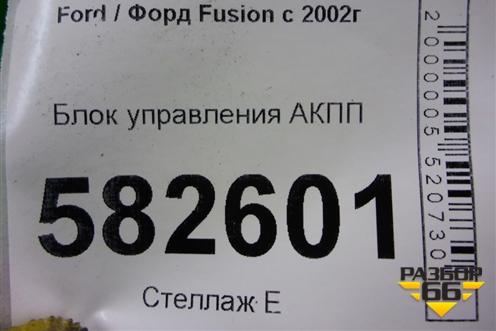 Ford / Форд Fusion с 2002г
Блок управления АКПП
582601
Стеллаж Е
2000005520730
РАЗБОР
66